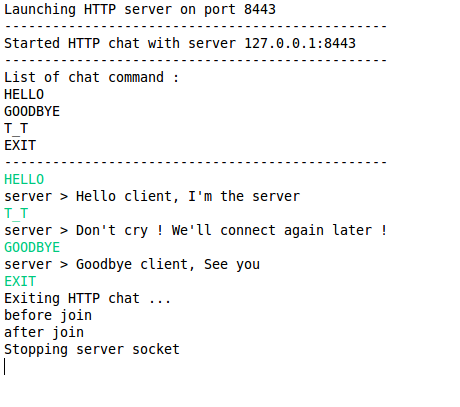 Launching HTTP server on port 8443
------------------------------------------------
Started HTTP chat with server 127.0.0.1:8443
------------------------------------------------
List of chat command :
HELLO
GOODBYE
T_T
EXIT
------------------------------------------------
HELLO
server > Hello client, I'm the server
T_T
server > Don't cry ! We'll connect again later !
GOODBYE
server > Goodbye client, See you
EXIT
Exiting HTTP chat ...
before join
after join
Stopping server socket